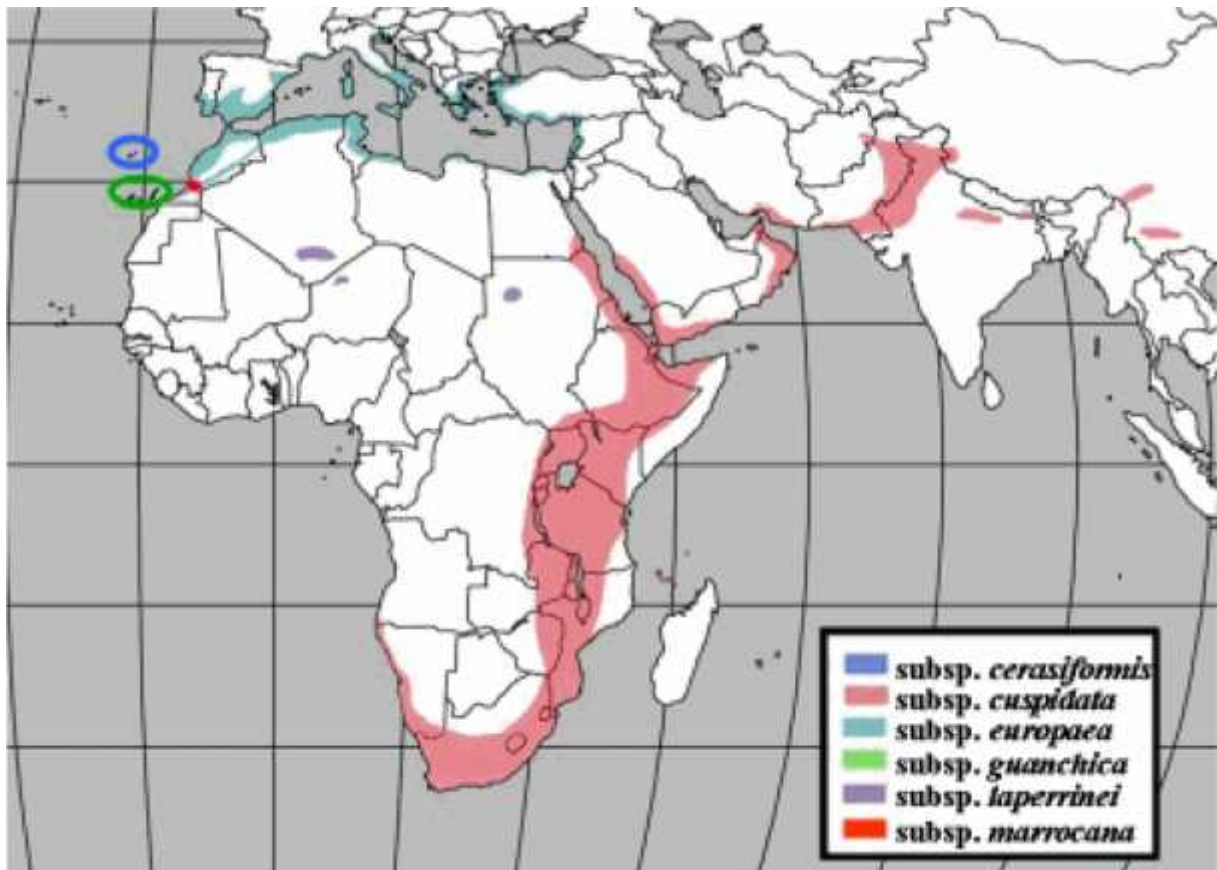 subsp. cerasiformis
subsp. cuspidata
subsp. europaea
subsp. guanchica
subsp. laperrinei
subsp. marrocana